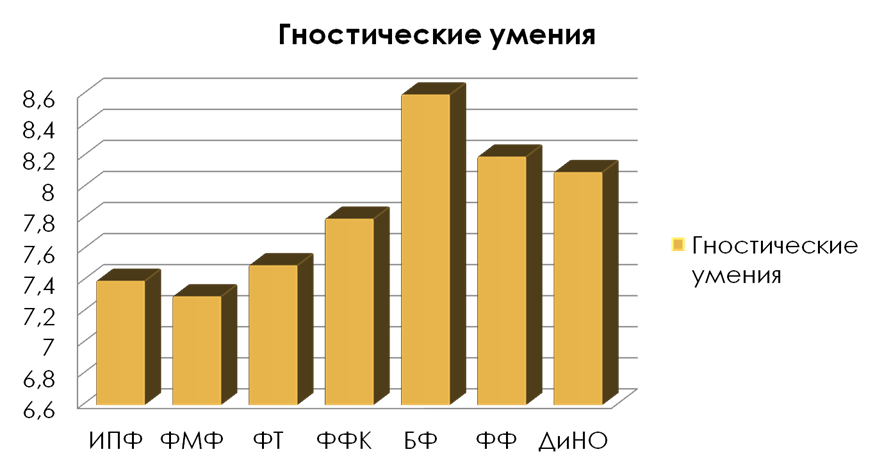 Гностические умения
8,6
8,4
8,2
8
7,8
7,6
7,4
7,2
7
6,8
6,6
ИПФ ФМФ ФТ ФФК БФ ФФ ДиНО
Гностические
умения